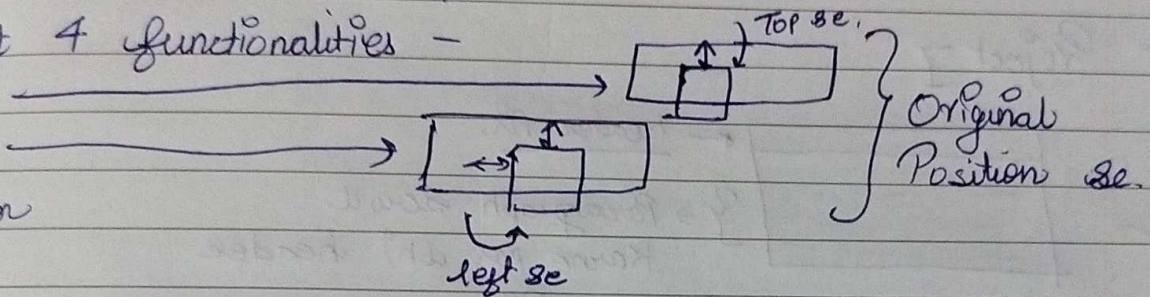 4 functionalities -
Top se.
Original
Position se.
left se